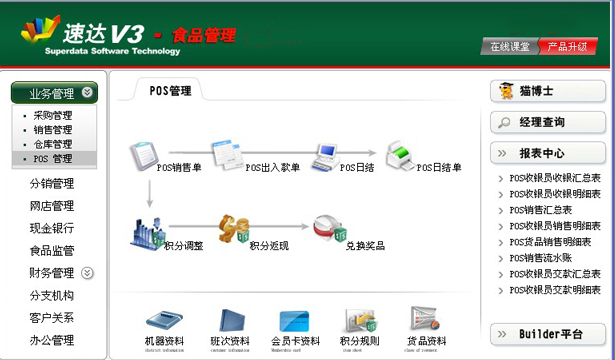 速达V3 - 食品管理
Superdata Software Technology
在线课堂 产品升级
业务管理
采购管理
销售管理
仓库管理
POS 管理
分销管理
网店管理
现金银行
食品监管
财务管理
分支机构
客户关系
办公管理
POS管理
POS销售单
POS出入款单
POS日结
POS日结单
积分调整
积分返现
兑换奖品
机器资料
班次资料
会员卡资料
积分规则
货品资料
猫博士
经理查询
报表中心
POS收银员收银汇总表
POS收银员收银明细表
POS销售汇总表
POS收银员销售明细表
POS货品销售明细表
POS销售流水账
POS收银员交款汇总表
POS收银员交款明细表
Builder平台